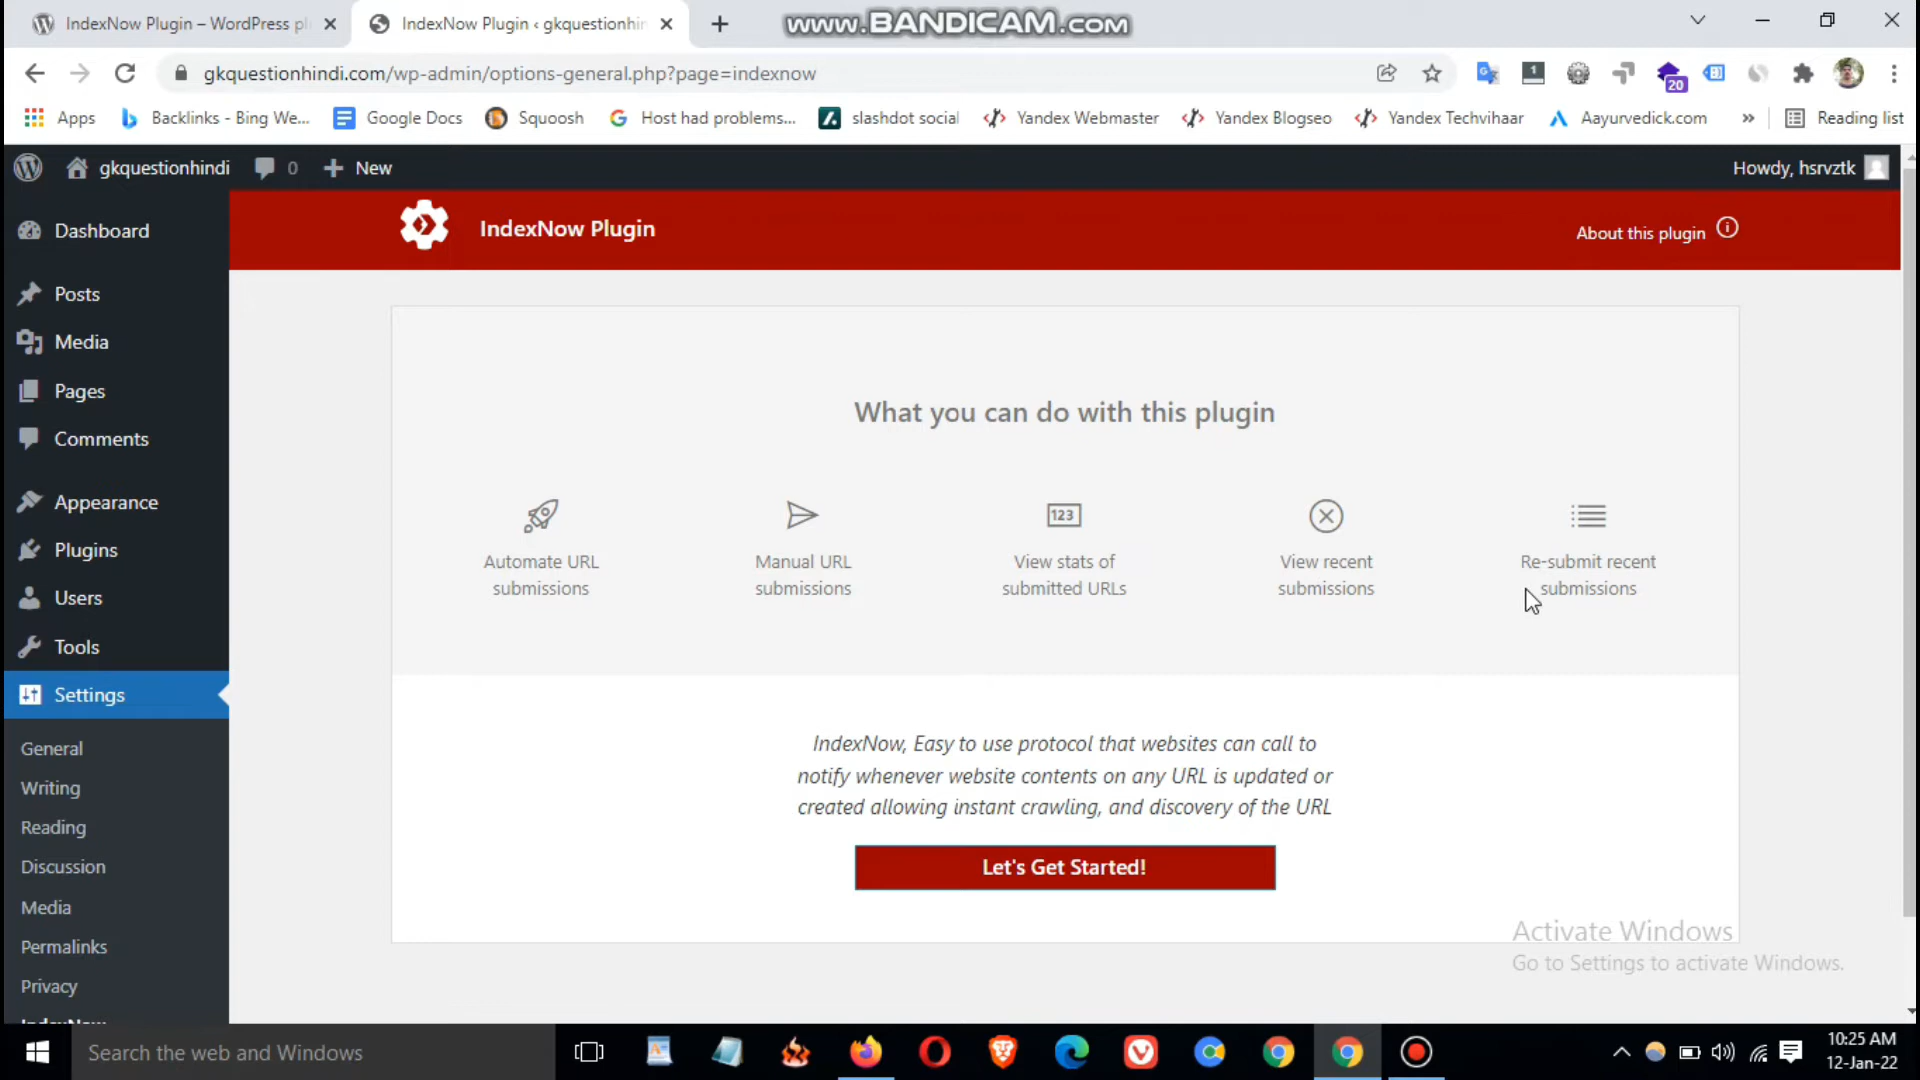 IndexNow Plugin – WordPress pl
IndexNow Plugin ‹ gkquestionhin
www.BANDICAM.com
gkquestionhindi.com/wp-admin/options-general.php?page=indexnow
1
20
Apps
Backlinks - Bing We...
Google Docs
Squoosh
Host had problems...
slashdot social
Yandex Webmaster
Yandex Blogseo
Yandex Techvihaar
Aayurvedick.com
»
Reading list
gkquestionhindi
0
New
Howdy, hsrvztk
Dashboard
Posts
Media
Pages
Comments
Appearance
Plugins
Users
Tools
Settings
General
Writing
Reading
Discussion
Media
Permalinks
Privacy
IndexNow
IndexNow Plugin
About this plugin
What you can do with this plugin
Automate URL
submissions
Manual URL
submissions
123
View stats of
submitted URLs
View recent
submissions
Re-submit recent
submissions
IndexNow, Easy to use protocol that websites can call to
notify whenever website contents on any URL is updated or
created allowing instant crawling, and discovery of the URL
Let's Get Started!
Activate Windows
Go to Settings to activate Windows.
Search the web and Windows
10:25 AM
12-Jan-22